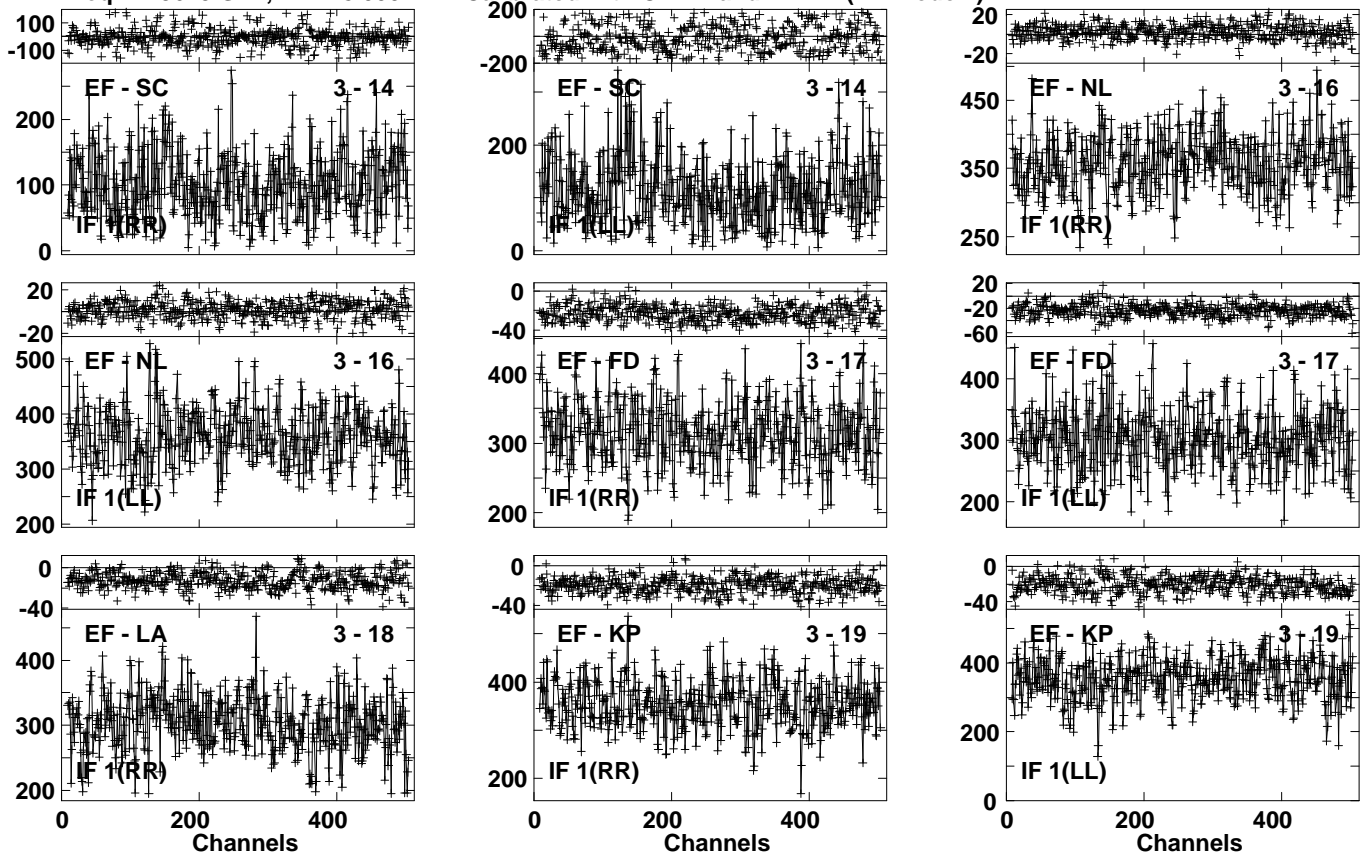 100
-100
EF - SC
3 - 14
200
100
0
IF 1(RR)
200
-200
EF - SC
3 - 14
200
0
IF 1(LL)
20
-20
EF - NL
3 - 16
450
350
250
IF 1(RR)
20
-20
EF - NL
3 - 16
500
400
300
200
IF 1(LL)
0
-40
EF - FD
3 - 17
400
300
200
IF 1(RR)
20
-20
-60
EF - FD
3 - 17
400
300
200
IF 1(LL)
0
-40
EF - LA
3 - 18
400
300
200
IF 1(RR)
0 200 400
Channels
0
-40
EF - KP
3 - 19
400
200
IF 1(RR)
0 200 400
Channels
0
-40
EF - KP
3 - 19
400
200
0
IF 1(LL)
0 200 400
Channels